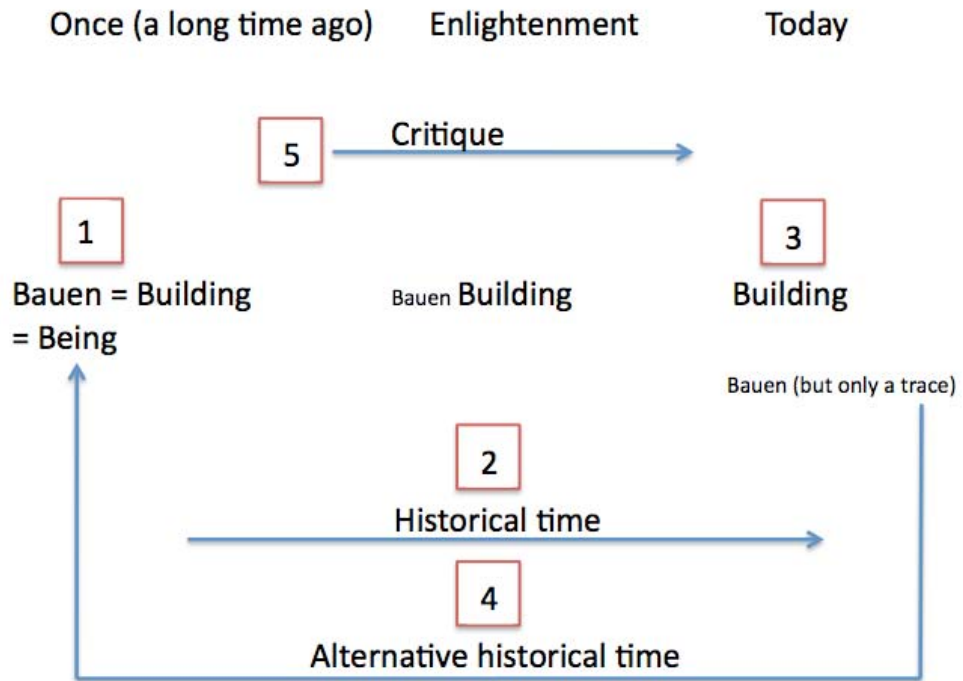 Once (a long time ago) Enlightenment Today
5 Critique
1
3
Bauen = Building
= Being
Bauen Building
Building
Bauen (but only a trace)
2
Historical time
4
Alternative historical time